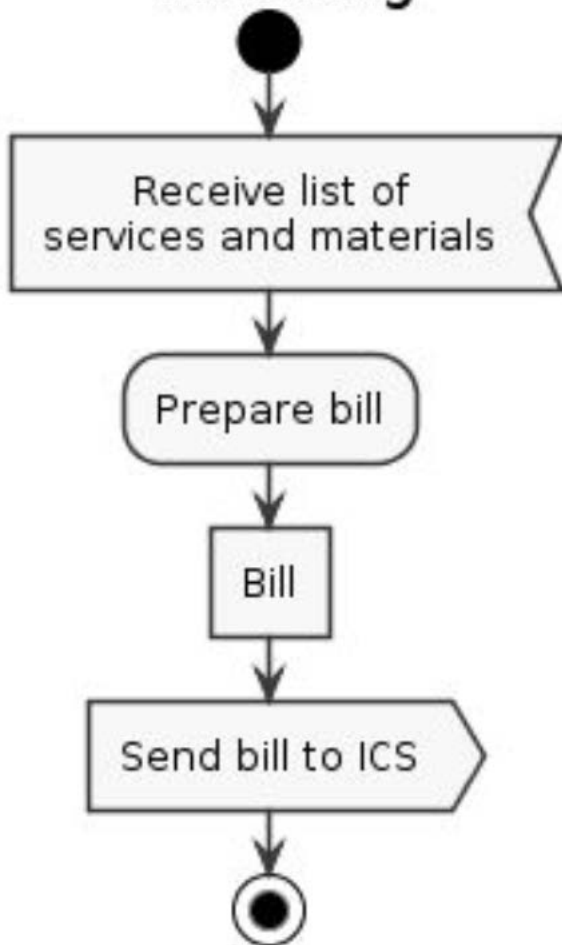 Receive list of
services and materials
Prepare bill
Bill
Send bill to ICS